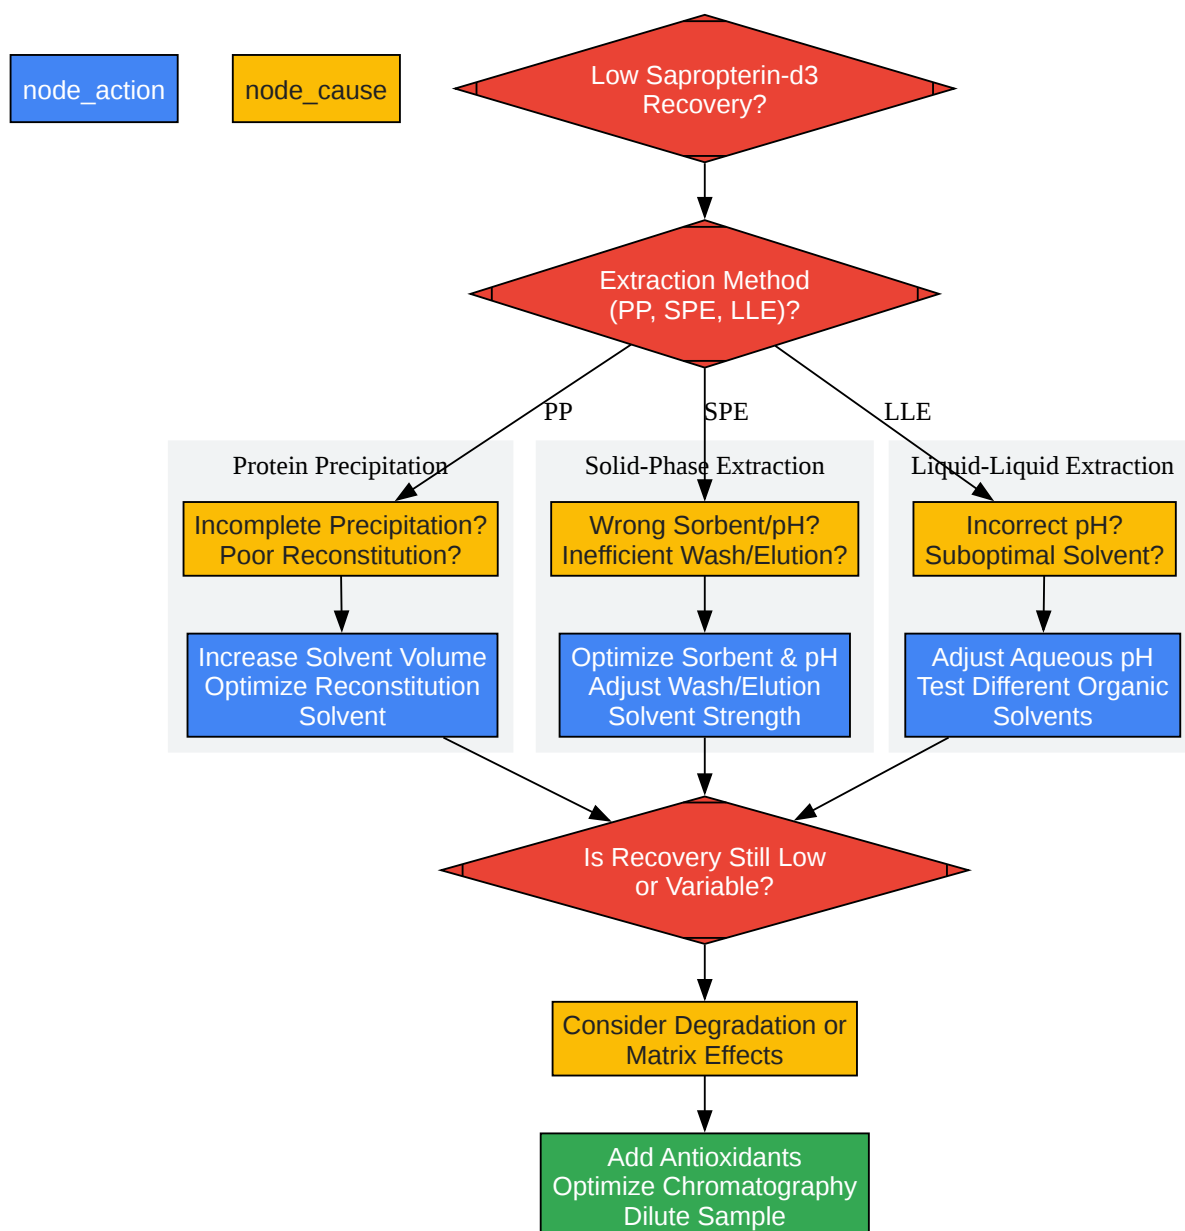 node_action
node_cause
Low Sapropterin-d3
Recovery?
Extraction Method
(PP, SPE, LLE)?
PP
SPE
LLE
Protein Precipitation
Solid-Phase Extraction
Liquid-Liquid Extraction
Incomplete Precipitation?
Poor Reconstitution?
Wrong Sorbent/pH?
Inefficient Wash/Elution?
Incorrect pH?
Suboptimal Solvent?
Increase Solvent Volume
Optimize Reconstitution
Solvent
Optimize Sorbent & pH
Adjust Wash/Elution
Solvent Strength
Adjust Aqueous pH
Test Different Organic
Solvents
Is Recovery Still Low
or Variable?
Consider Degradation or
Matrix Effects
Add Antioxidants
Optimize Chromatography
Dilute Sample